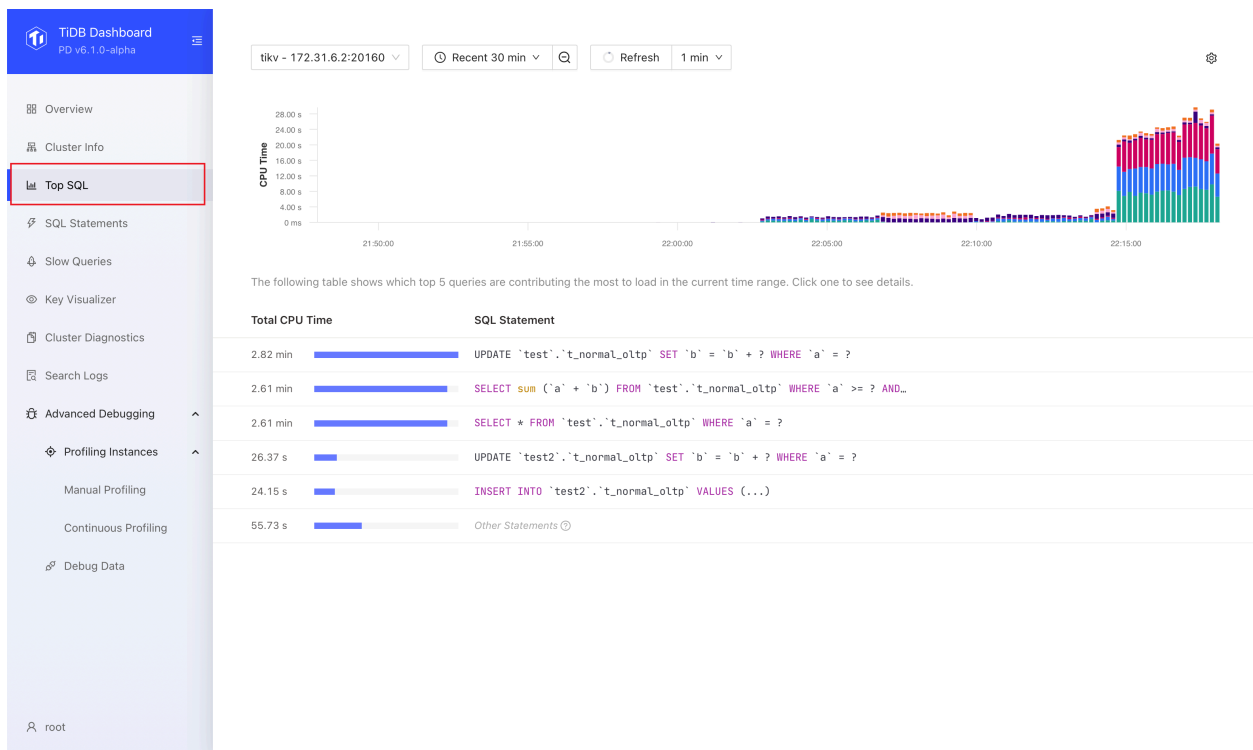 TiDB Dashboard
PD v6.1.0-alpha
Overview
Cluster Info
Top SQL
SQL Statements
Slow Queries
Key Visualizer
Cluster Diagnostics
Search Logs
Advanced Debugging
Profiling Instances
Manual Profiling
Continuous Profiling
Debug Data
root
tikv - 172.31.6.2:20160
Recent 30 min
Refresh
1 min
CPU Time
28.00 s
24.00 s
20.00 s
16.00 s
12.00 s
8.00 s
4.00 s
0 ms
21:50:00 21:55:00 22:00:00 22:05:00 22:10:00 22:15:00
The following table shows which top 5 queries are contributing the most to load in the current time range. Click one to see details.
Total CPU Time SQL Statement
2.82 min UPDATE `test`.`t_normal_oltp` SET `b` = `b` + ? WHERE `a` = ?
2.61 min SELECT sum (`a` + `b`) FROM `test`.`t_normal_oltp` WHERE `a` >= ? AND…
2.61 min SELECT * FROM `test`.`t_normal_oltp` WHERE `a` = ?
26.37 s UPDATE `test2`.`t_normal_oltp` SET `b` = `b` + ? WHERE `a` = ?
24.15 s INSERT INTO `test2`.`t_normal_oltp` VALUES (...)
55.73 s Other Statements